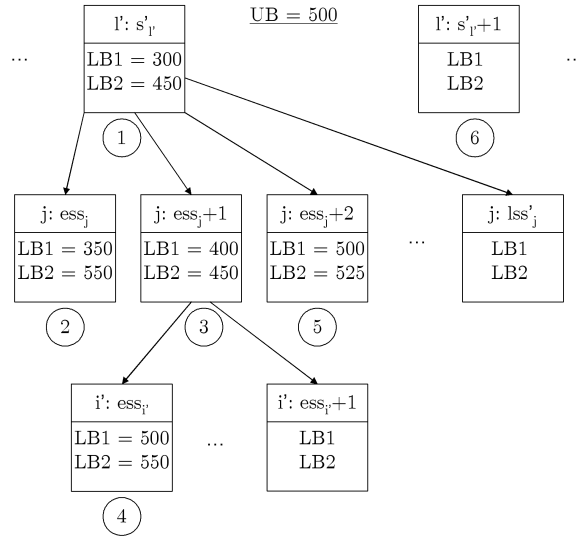 UB = 500
l': s'l'
LB1 = 300
LB2 = 450
l': s'l'+1
LB1
LB2
...
..
1
6
j: essj
LB1 = 350
LB2 = 550
j: essj+1
LB1 = 400
LB2 = 450
j: essj+2
LB1 = 500
LB2 = 525
...
j: lss'j
LB1
LB2
2
3
5
i': essi'
LB1 = 500
LB2 = 550
...
i': essi'+1
LB1
LB2
4